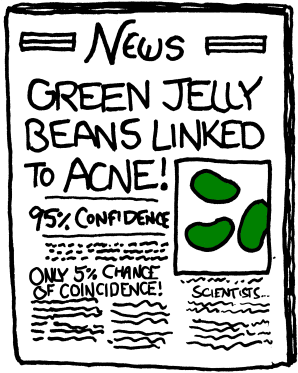 NEWS
GREEN JELLY
BEANS LINKED
TO ACNE!
95% CONFIDENCE
ONLY 5% CHANCE
OF COINCIDENCE!
SCIENTISTS...